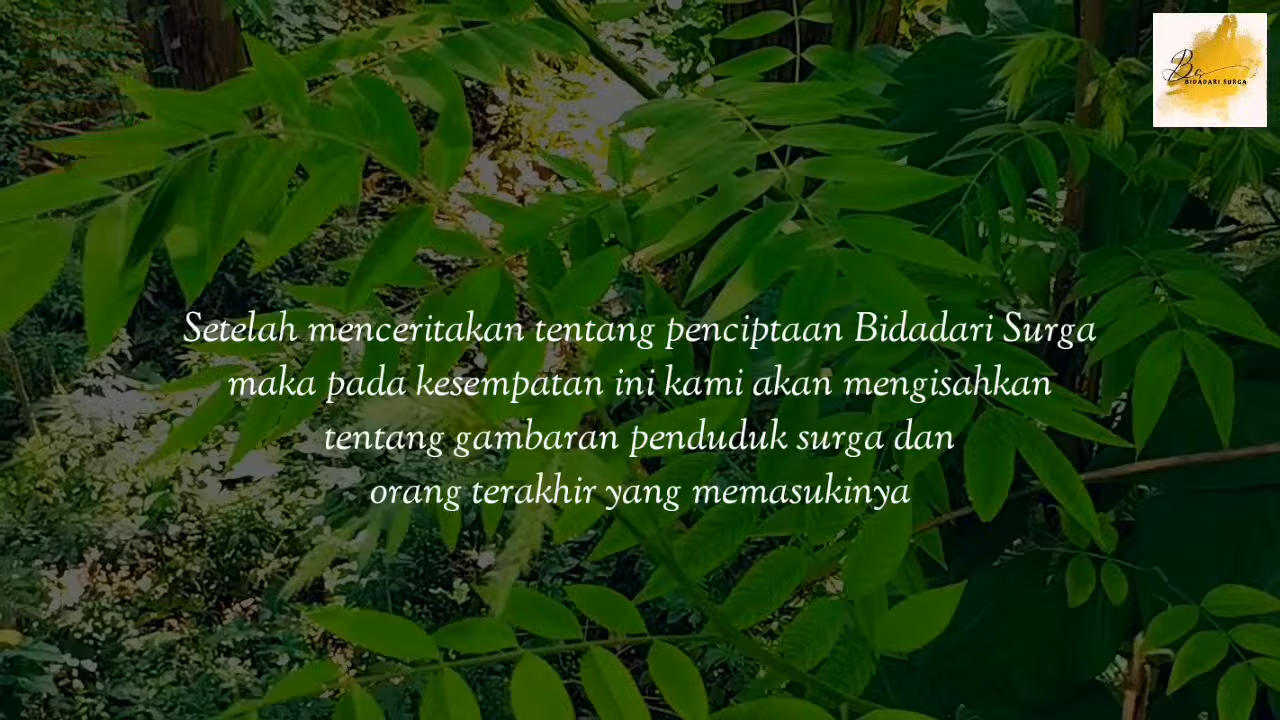 Bs
BIDADARI SURGA
Setelah menceritakan tentang penciptaan Bidadari Surga
maka pada kesempatan ini kami akan mengisahkan
tentang gambaran penduduk surga dan
orang terakhir yang memasukinya